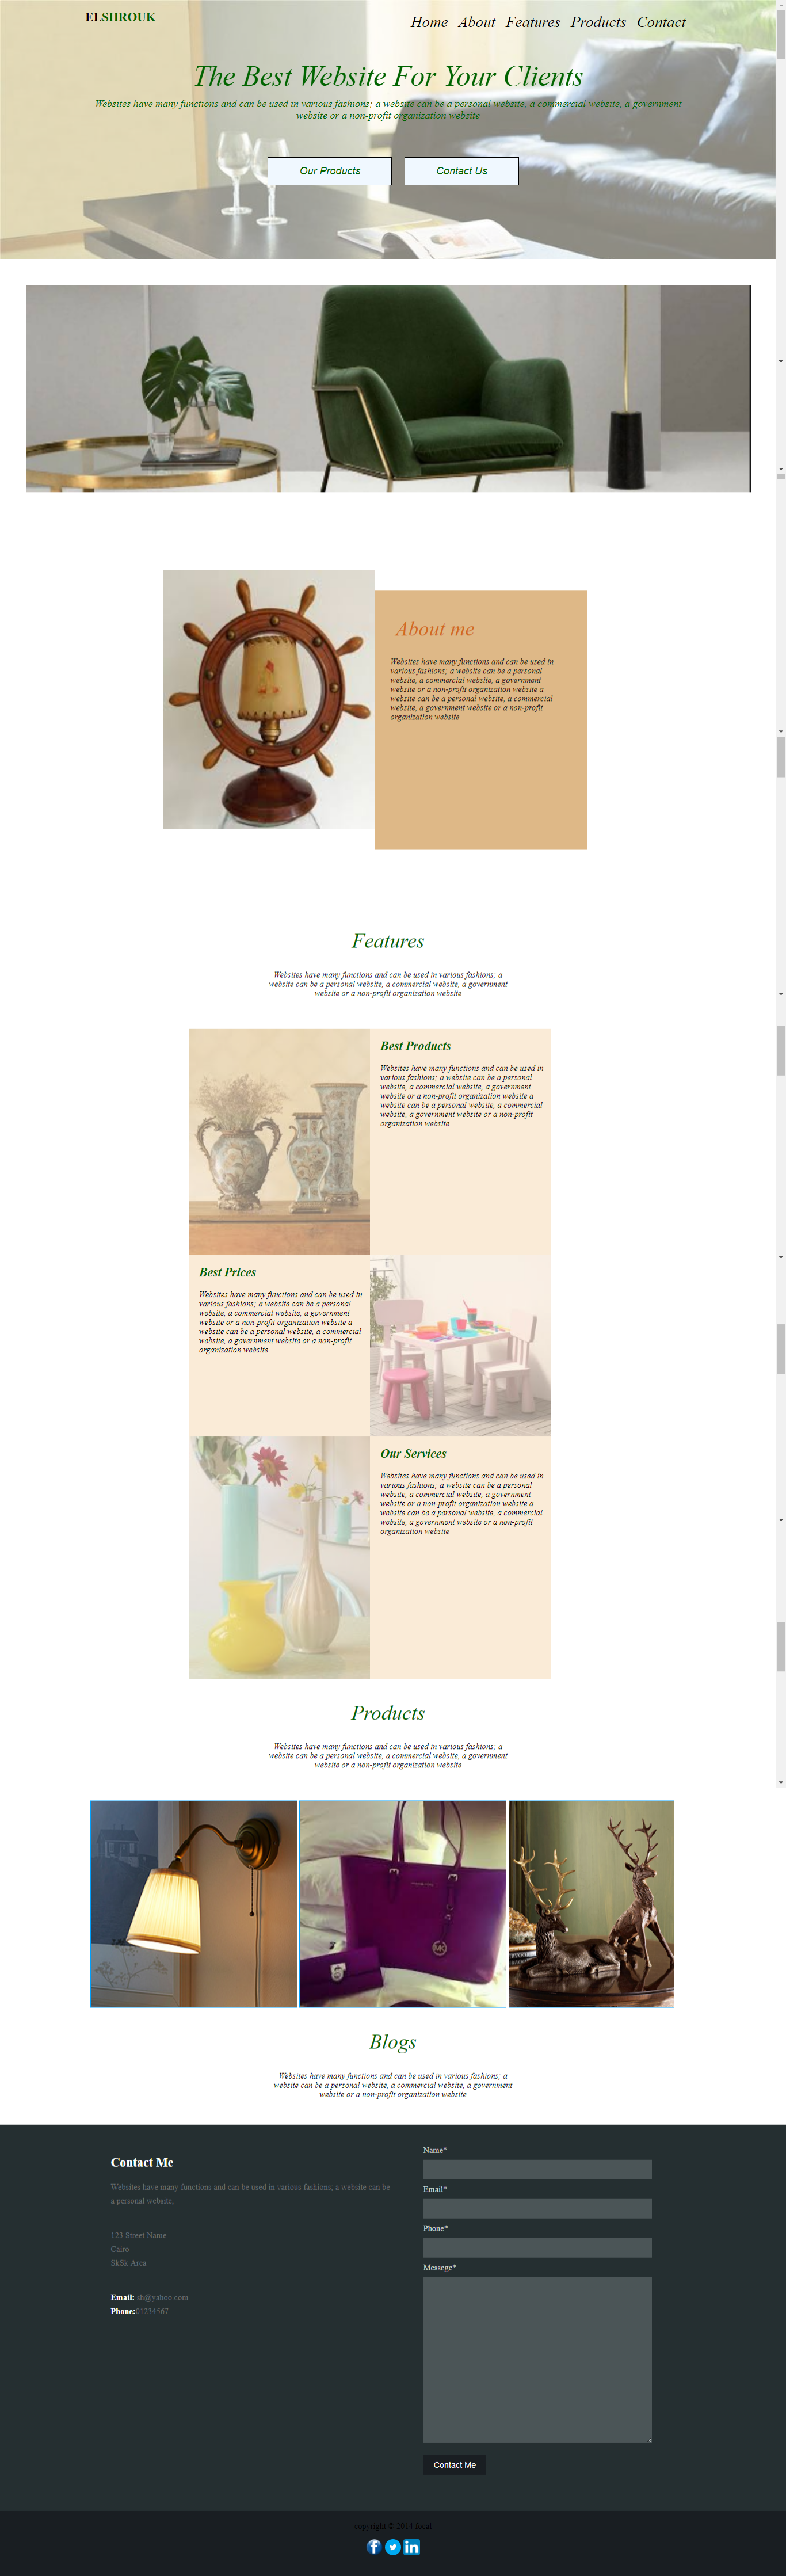 ELSHROUK
Home About Features Products Contact
The Best Website For Your Clients
Websites have many functions and can be used in various fashions; a website can be a personal website, a commercial website, a government
website or a non-profit organization website
Our Products
Contact Us
About me
Websites have many functions and can be used in
various fashions; a website can be a personal
website, a commercial website, a government
website or a non-profit organization website a
website can be a personal website, a commercial
website, a government website or a non-profit
organization website
Features
Websites have many functions and can be used in various fashions; a
website can be a personal website, a commercial website, a government
website or a non-profit organization website
Best Products
Websites have many functions and can be used in
various fashions; a website can be a personal
website, a commercial website, a government
website or a non-profit organization website a
website can be a personal website, a commercial
website, a government website or a non-profit
organization website
Best Prices
Websites have many functions and can be used in
various fashions; a website can be a personal
website, a commercial website, a government
website or a non-profit organization website a
website can be a personal website, a commercial
website, a government website or a non-profit
organization website
Our Services
Websites have many functions and can be used in
various fashions; a website can be a personal
website, a commercial website, a government
website or a non-profit organization website a
website can be a personal website, a commercial
website, a government website or a non-profit
organization website
Products
Websites have many functions and can be used in various fashions; a
website can be a personal website, a commercial website, a government
website or a non-profit organization website
MK
Blogs
Websites have many functions and can be used in various fashions; a
website can be a personal website, a commercial website, a government
website or a non-profit organization website
Contact Me
Websites have many functions and can be used in various fashions; a website can be
a personal website,
123 Street Name
Cairo
SkSk Area
Email: sh@yahoo.com
Phone:01234567
Name*
Email*
Phone*
Messege*
Contact Me
copyright © 2014 Royal